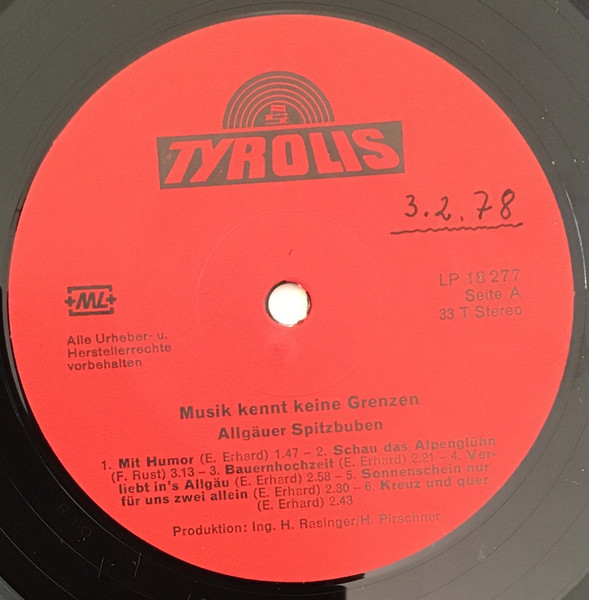 TYROLIS
3.2.78
LP 18 277
Seite A
33 T Stereo
ML
Alle Urheber- u.
Herstellerrechte
vorbehalten
Musik kennt keine Grenzen
Allgäuer Spitzbuben
1. Mit Humor (E. Erhard) 1.47 – 2. Schau das Alpenglühn
(F. Rust) 3.13 – 3. Bauernhochzeit (E. Erhard) 2.21 – 4. Ver-
liebt in's Allgäu (E. Erhard) 2.58 – 5. Sonnenschein nur
für uns zwei allein (E. Erhard) 2.30 – 6. Kreuz und quer
(E. Erhard) 2.43
Produktion: Ing. H. Rasinger/H. Pirschner